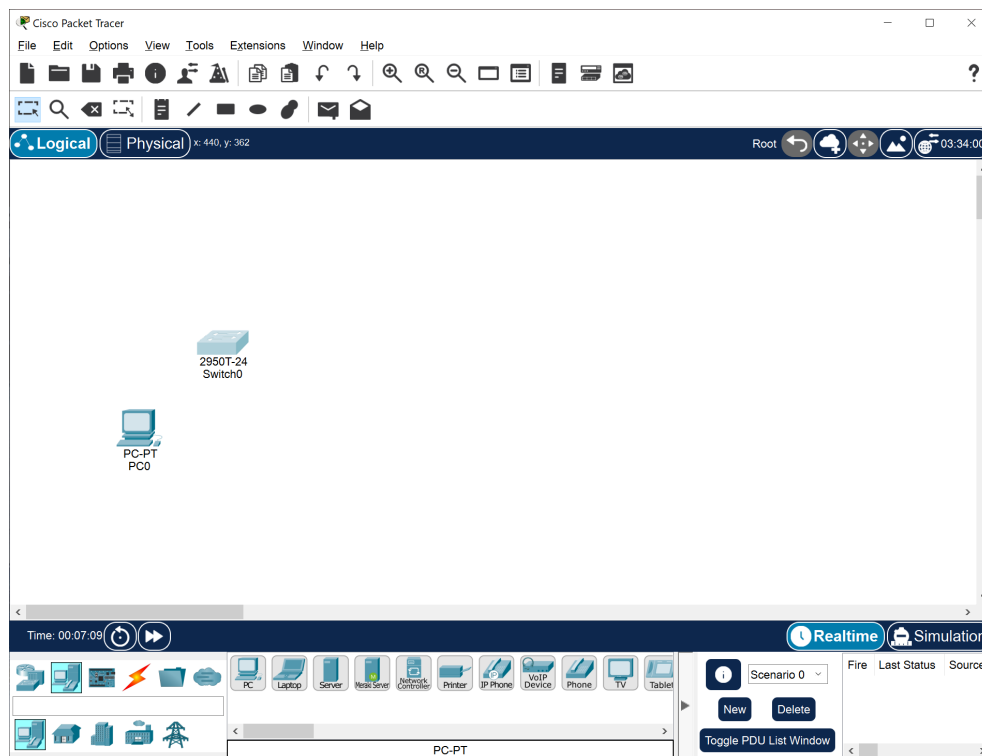 Cisco Packet Tracer
File Edit Options View Tools Extensions Window Help
?
Logical Physical x: 440, y: 362 Root 03:34:00
2950T-24
Switch0
PC-PT
PC0
Time: 00:07:09 Realtime Simulation
PC Laptop Server Meraki Server Network Controller Printer IP Phone VoIP Device Phone TV Tablet
Scenario 0
Fire Last Status Source
New Delete
Toggle PDU List Window
PC-PT